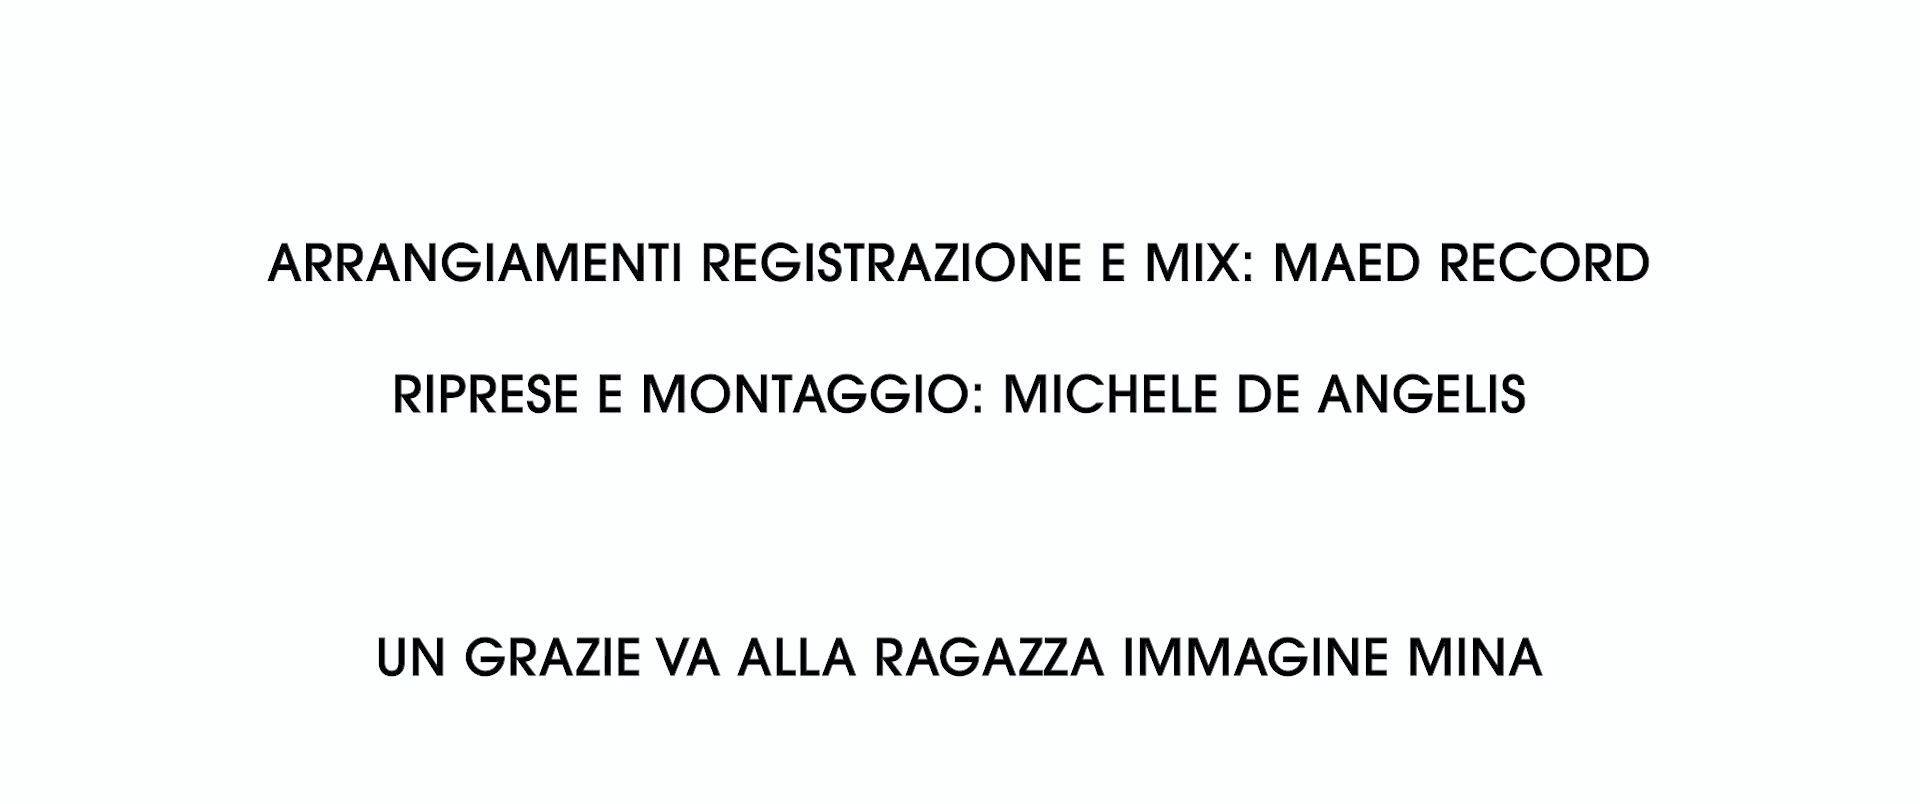 ARRANGIAMENTI REGISTRAZIONE E MIX: MAED RECORD
RIPRESE E MONTAGGIO: MICHELE DE ANGELIS
UN GRAZIE VA ALLA RAGAZZA IMMAGINE MINA